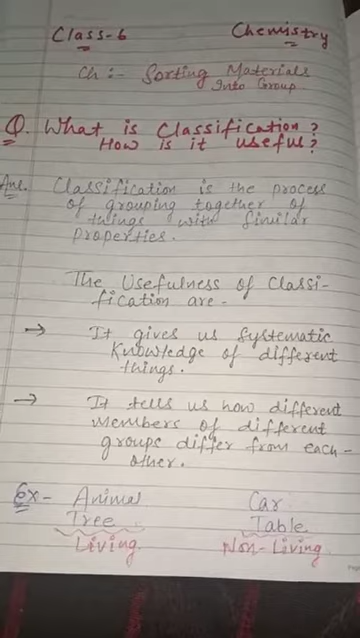 Class-6 Chemistry
Ch :- Sorting Materials
Into Group
Q. What is Classification?
How is it useful?
Ans. Classification is the process
of grouping together of
things with Similar
properties.
The Usefulness of Classi-
fication are -
→ It gives us Systematic
Knowledge of different
things.
→ It tells us how different
members of different
groups differ from each-
other.
Ex- Animal Car
Tree Table
Living. Non-Living